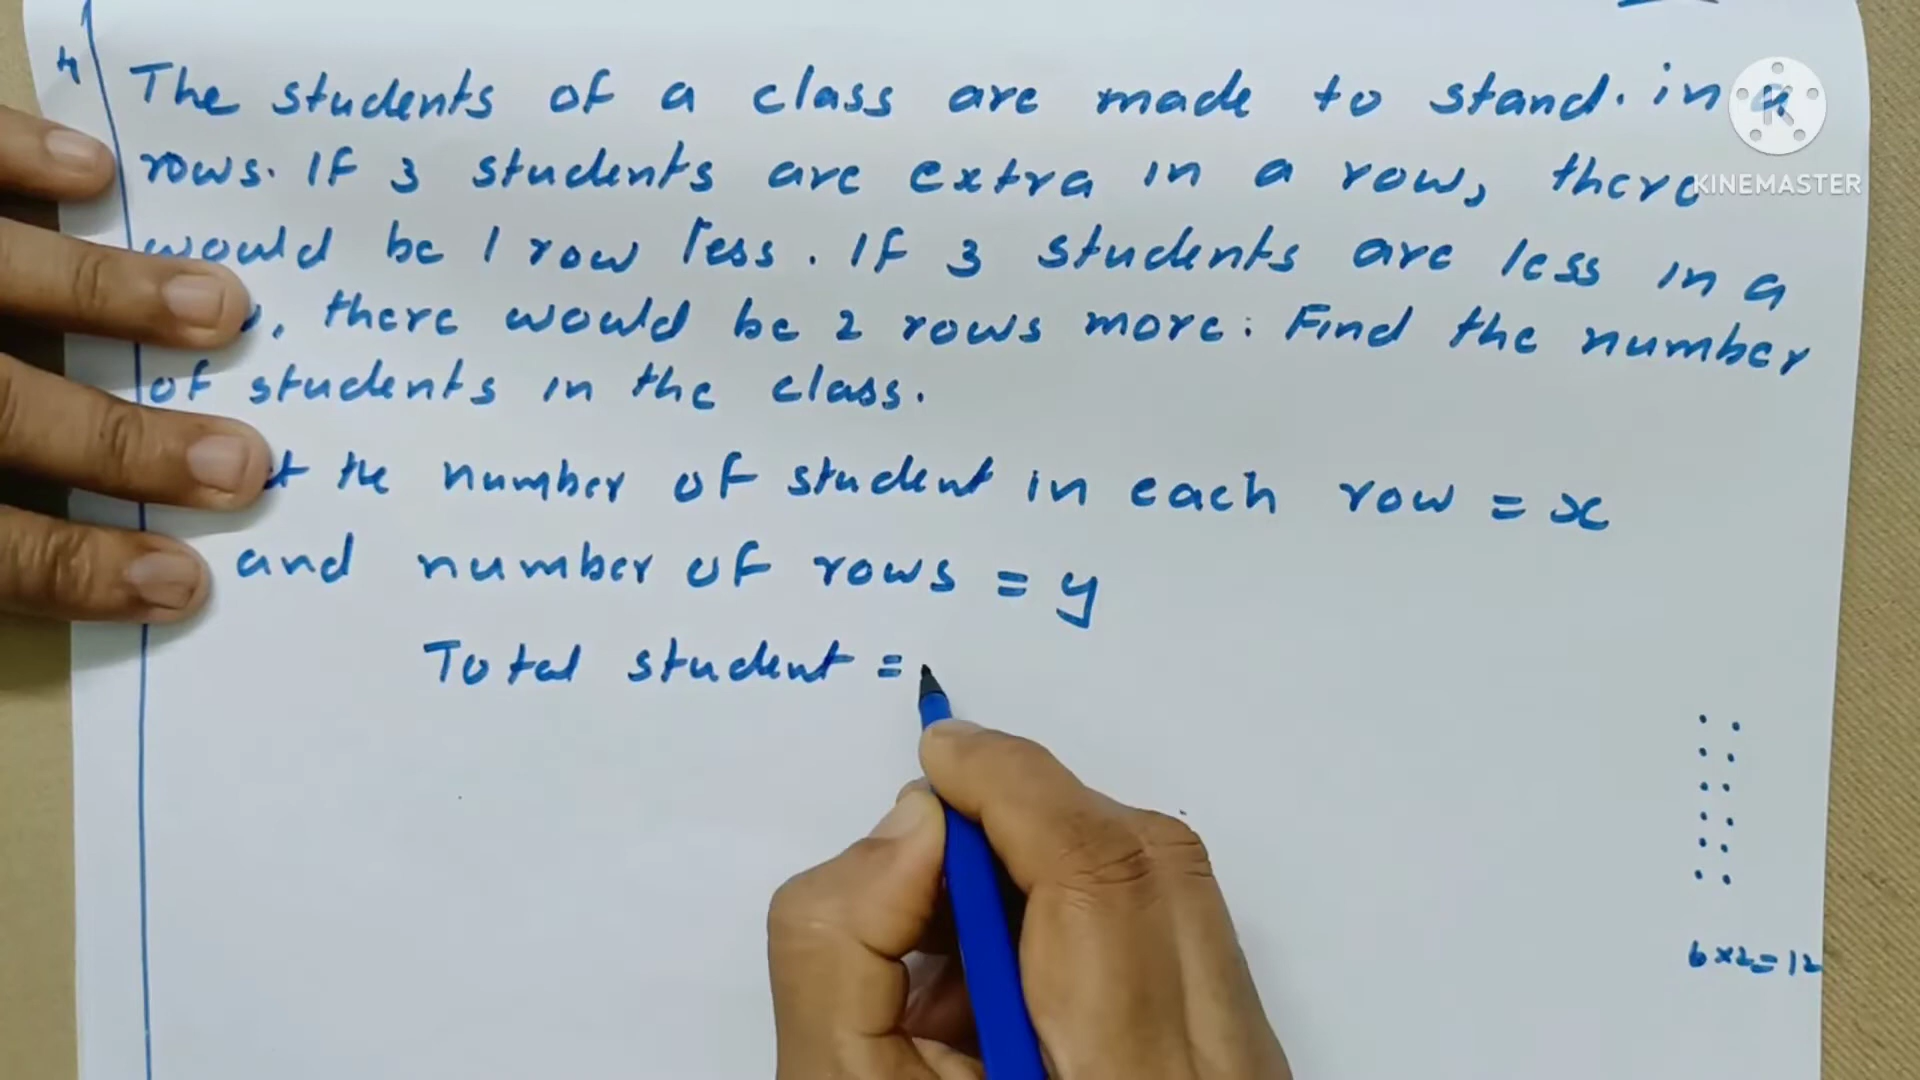 The students of a class are made to stand. in a
KINEMASTER
rows. If 3 students are extra in a row, there
would be 1 row less. If 3 students are less in a
, there would be 2 rows more. Find the number
of students in the class.
the number of student in each row = x
and number of rows = y
Total student =
6 x 2 = 12